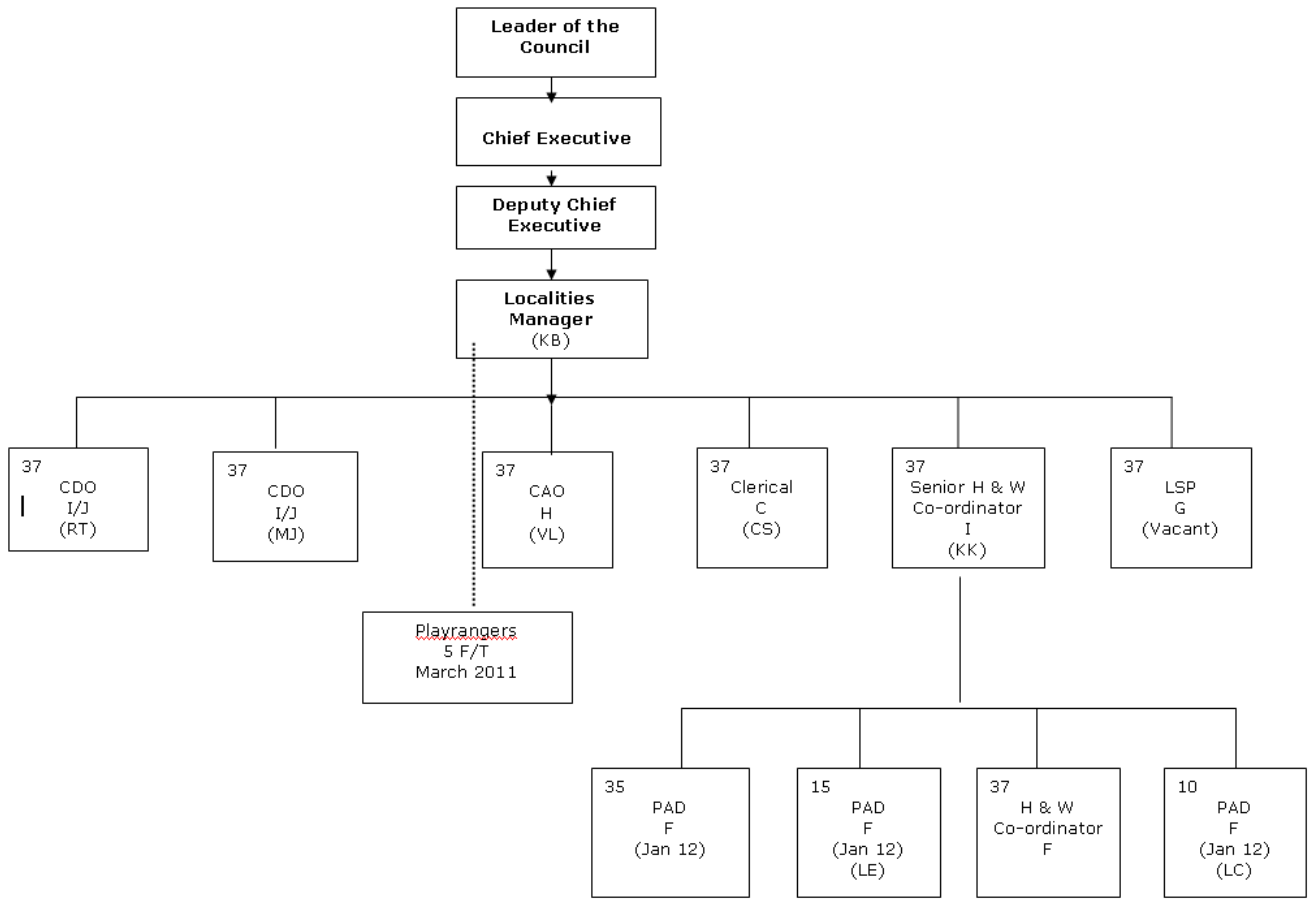 Leader of the
Council
Chief Executive
Deputy Chief
Executive
Localities
Manager
(KB)
37
CDO
I/J
(RT)
37
CDO
I/J
(MJ)
37
CAO
H
(VL)
37
Clerical
C
(CS)
37
Senior H & W
Co-ordinator
I
(KK)
37
LSP
G
(Vacant)
Playrangers
5 F/T
March 2011
35
PAD
F
(Jan 12)
15
PAD
F
(Jan 12)
(LE)
37
H & W
Co-ordinator
F
10
PAD
F
(Jan 12)
(LC)